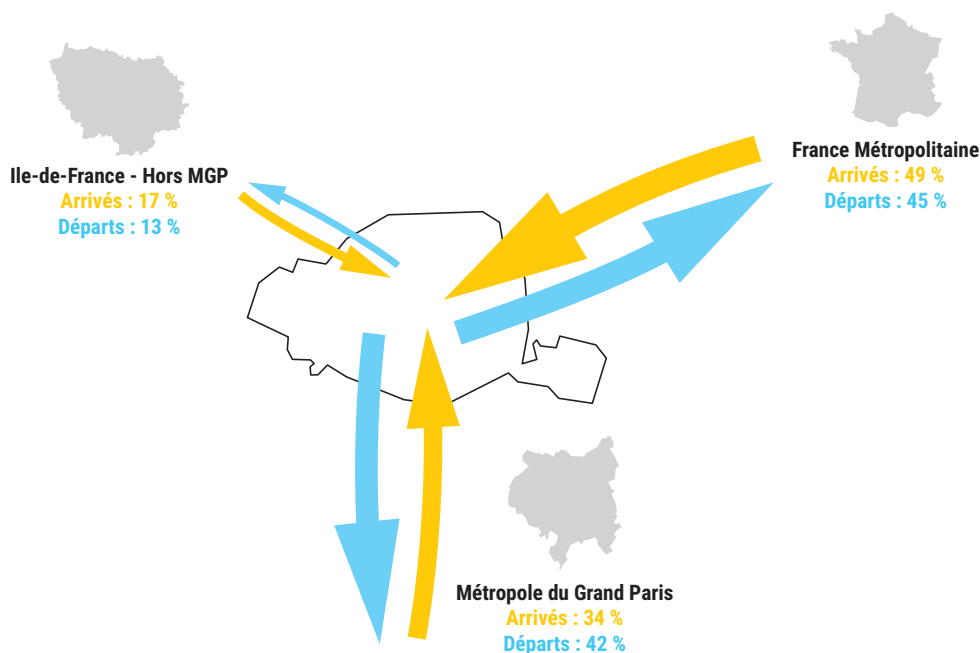 Ile-de-France - Hors MGP
Arrivés : 17 %
Départs : 13 %
France Métropolitaine
Arrivés : 49 %
Départs : 45 %
Métropole du Grand Paris
Arrivés : 34 %
Départs : 42 %